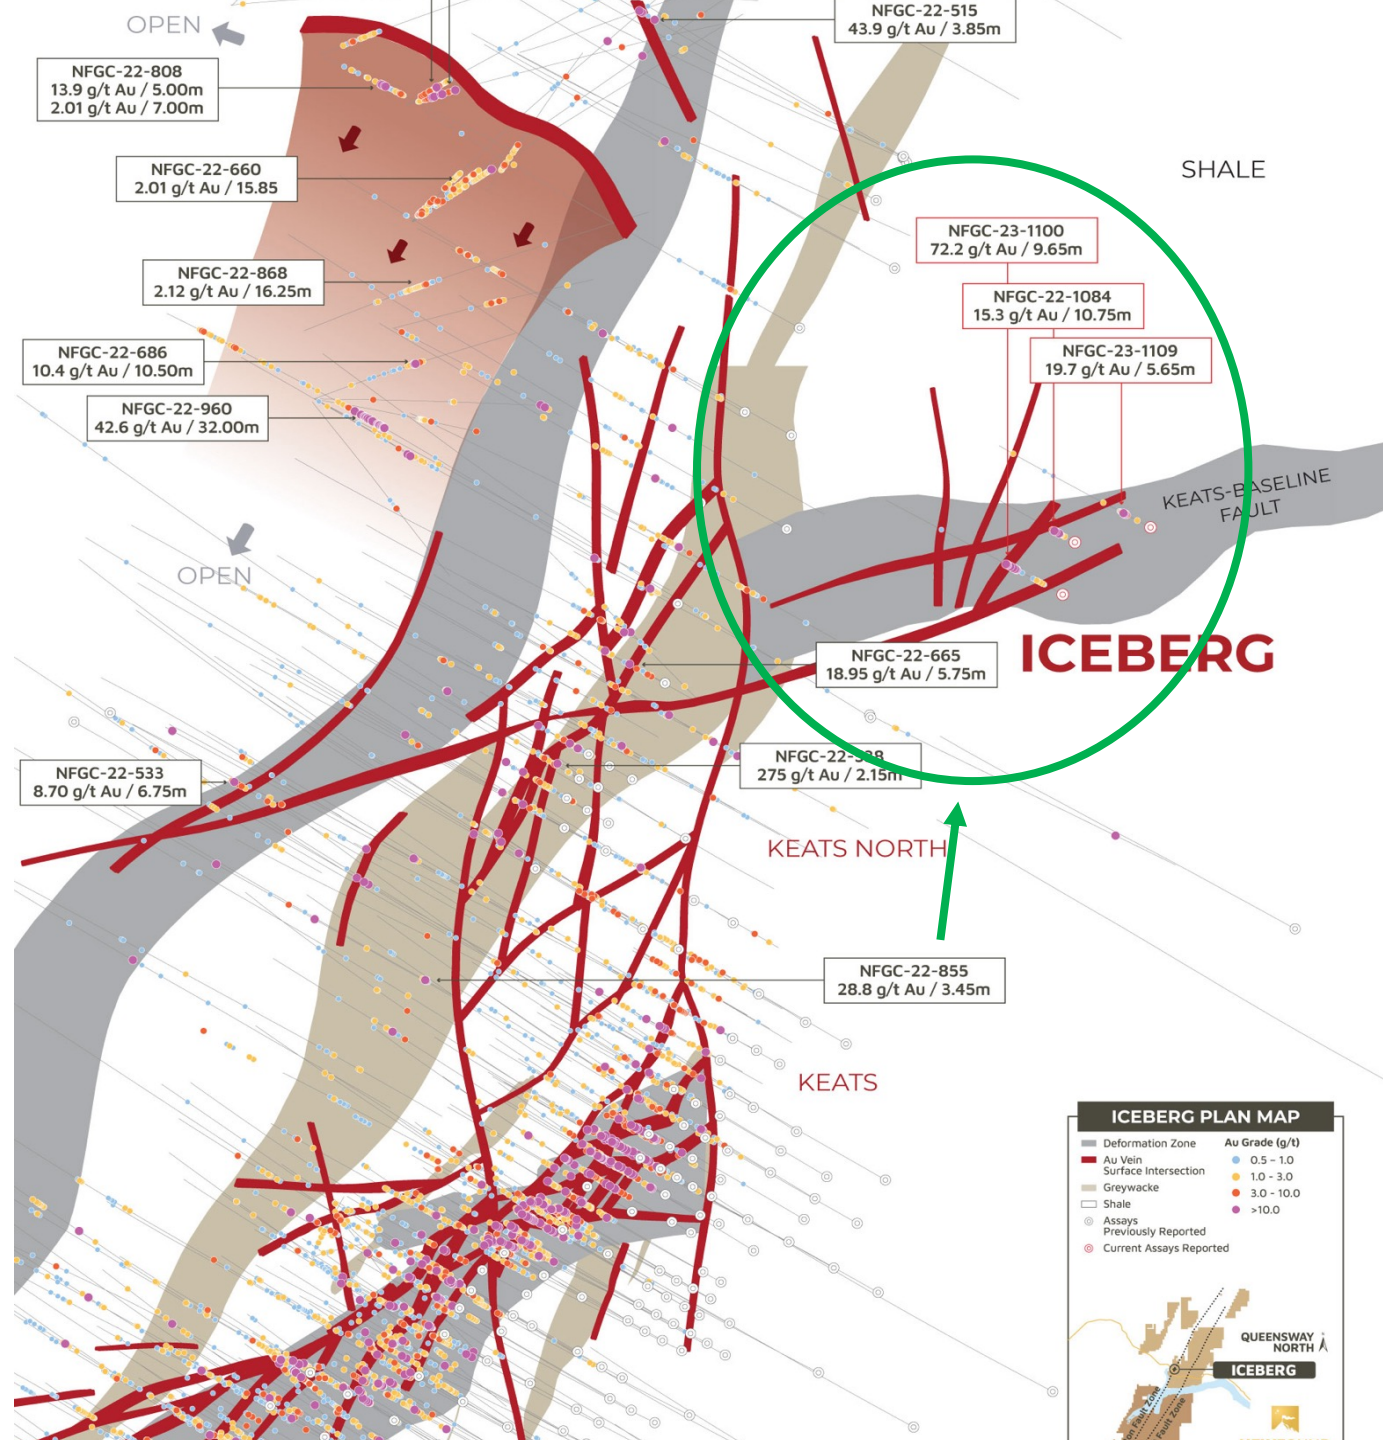 OPEN
NFGC-22-515
43.9 g/t Au / 3.85m
NFGC-22-808
13.9 g/t Au / 5.00m
2.01 g/t Au / 7.00m
NFGC-22-660
2.01 g/t Au / 15.85
SHALE
NFGC-23-1100
72.2 g/t Au / 9.65m
NFGC-22-868
2.12 g/t Au / 16.25m
NFGC-22-1084
15.3 g/t Au / 10.75m
NFGC-22-686
10.4 g/t Au / 10.50m
NFGC-23-1109
19.7 g/t Au / 5.65m
NFGC-22-960
42.6 g/t Au / 32.00m
KEATS-BASELINE
FAULT
OPEN
ICEBERG
NFGC-22-665
18.95 g/t Au / 5.75m
NFGC-22-533
8.70 g/t Au / 6.75m
275 g/t Au / 2.15m
KEATS NORTH
NFGC-22-855
28.8 g/t Au / 3.45m
KEATS
ICEBERG PLAN MAP
Deformation Zone
Au Vein
Surface Intersection
Greywacke
Shale
Assays
Previously Reported
Current Assays Reported
Au Grade (g/t)
0.5 - 1.0
1.0 - 3.0
3.0 - 10.0
>10.0
QUEENSWAY
NORTH
ICEBERG
Fault Zone
Fault Zone